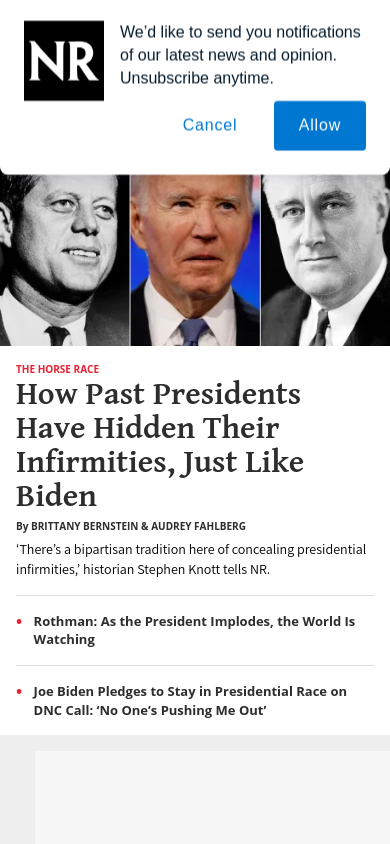 NR
We'd like to send you notifications
of our latest news and opinion.
Unsubscribe anytime.
Cancel
Allow
THE HORSE RACE
How Past Presidents
Have Hidden Their
Infirmities, Just Like
Biden
By BRITTANY BERNSTEIN & AUDREY FAHLBERG
‘There’s a bipartisan tradition here of concealing presidential
infirmities,’ historian Stephen Knott tells NR.
• Rothman: As the President Implodes, the World Is
Watching
• Joe Biden Pledges to Stay in Presidential Race on
DNC Call: ‘No One’s Pushing Me Out’